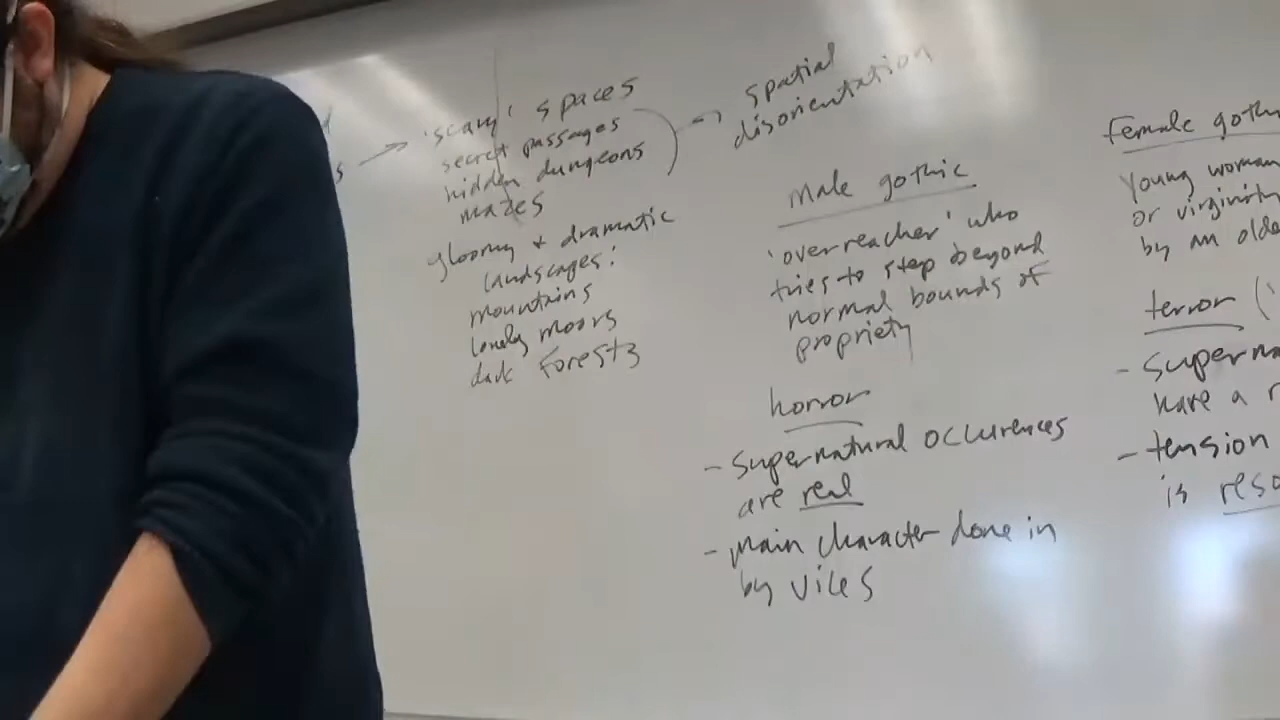 'scary' spaces
secret passages
hidden dungeons
mazes
gloomy + dramatic
landscapes:
mountains
lonely moors
dark forests
spatial
disorientation
male gothic
'overreacher' who
tries to step beyond
normal bounds of
propriety
horror
- supernatural occurences
are real
- main character done in
by vices
female goth
young woman
or virginity
by an olde
terror ('
- superna
have a r
- tension
is reso